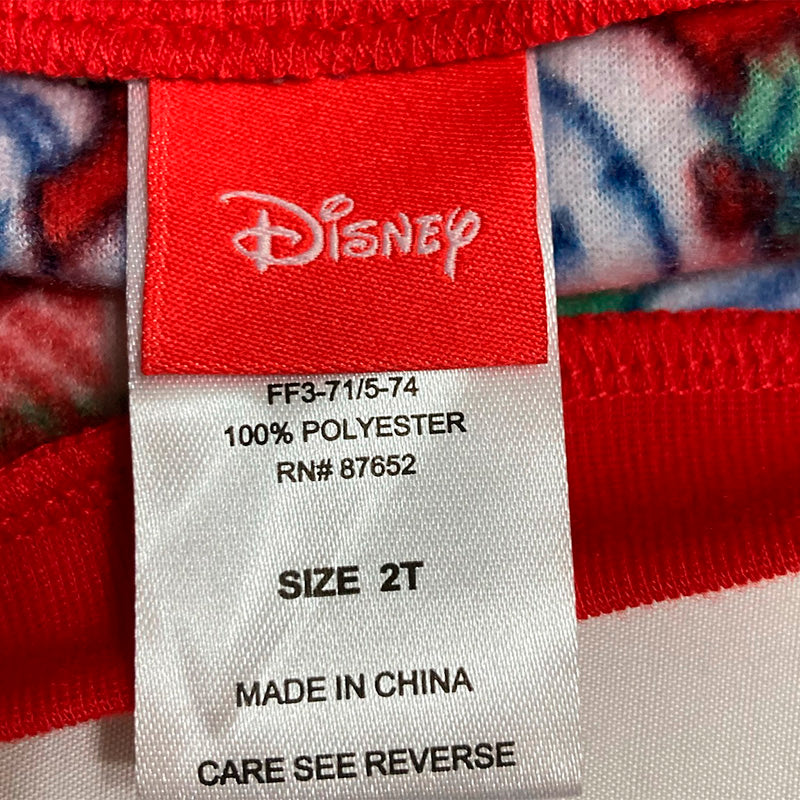 Disney
FF3-71/5-74
100% POLYESTER
RN# 87652
SIZE 2T
MADE IN CHINA
CARE SEE REVERSE